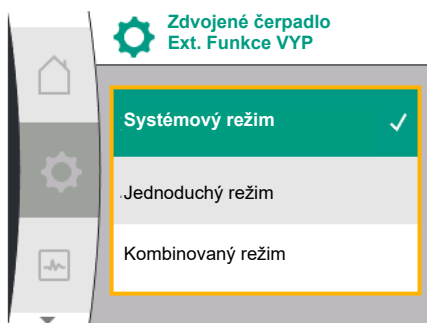 Zdvojené čerpadlo
Ext. Funkce VYP
Systémový režim
Jednoduchý režim
Kombinovaný režim